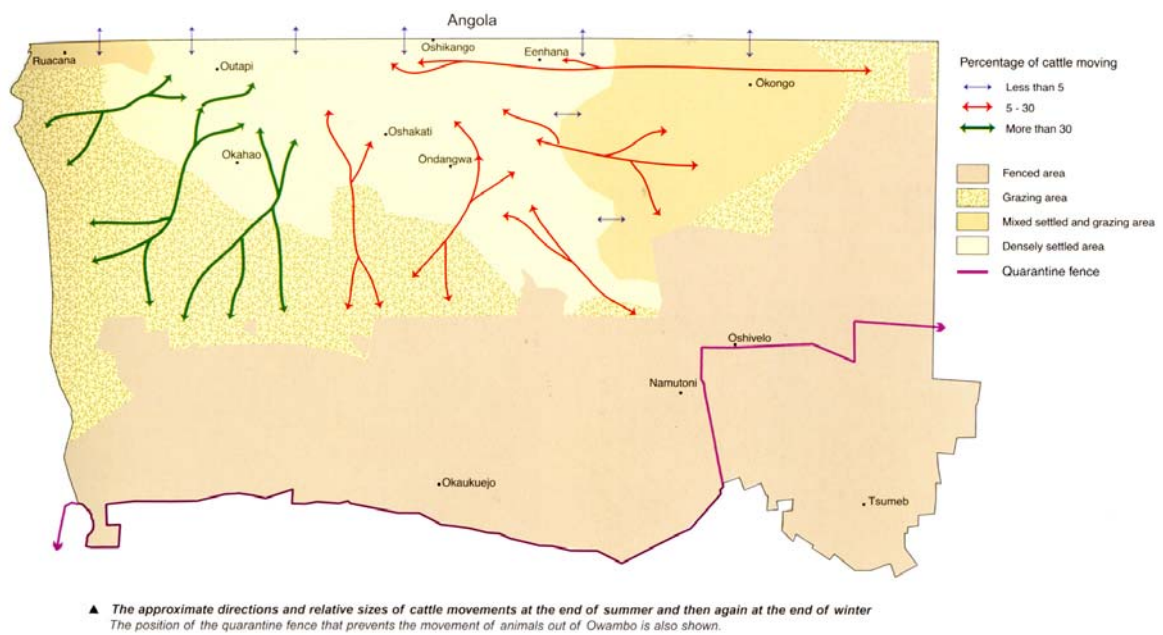 Angola
Ruacana
Outapi
Oshikango
Eenhana
Okongo
Oshakati
Okahao
Ondangwa
Oshivelo
Namutoni
Okaukuejo
Tsumeb
Percentage of cattle moving
Less than 5
5 - 30
More than 30
Fenced area
Grazing area
Mixed settled and grazing area
Densely settled area
Quarantine fence
▲ The approximate directions and relative sizes of cattle movements at the end of summer and then again at the end of winter
The position of the quarantine fence that prevents the movement of animals out of Owambo is also shown.